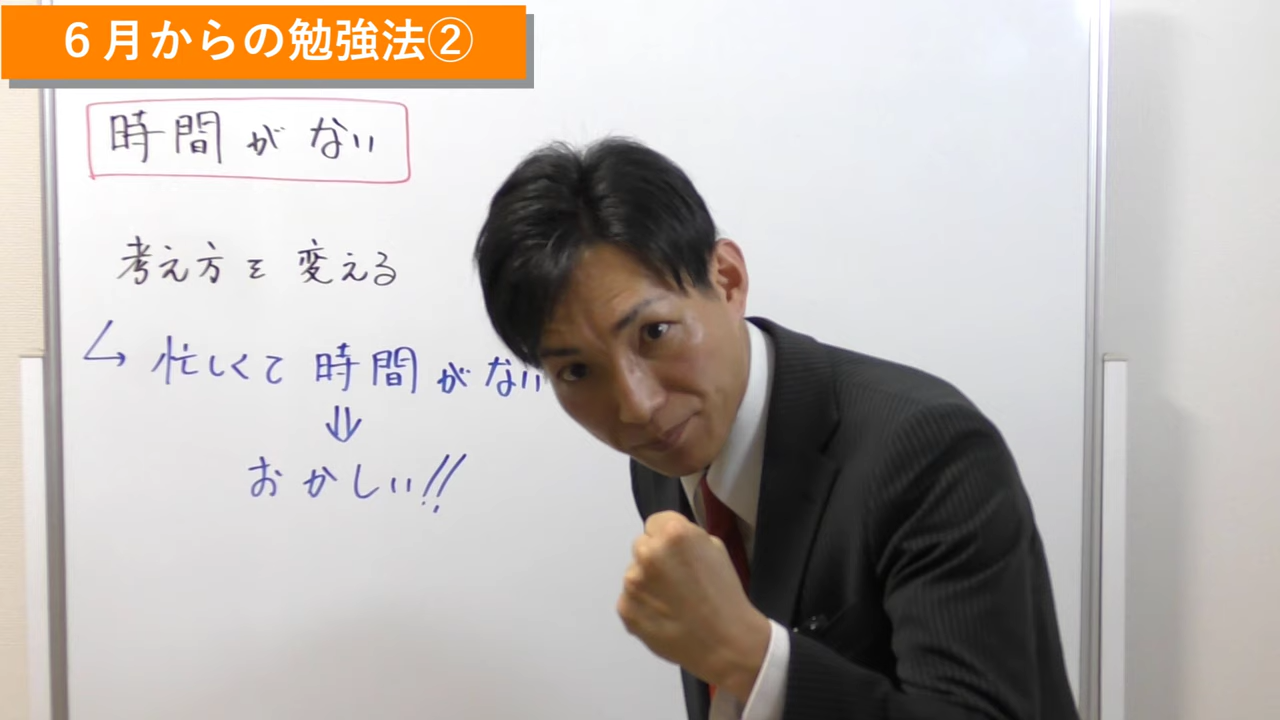 ６月からの勉強法②
時間がない
考え方を変える
↳ 忙しくて時間がない
⇓
おかしい!!